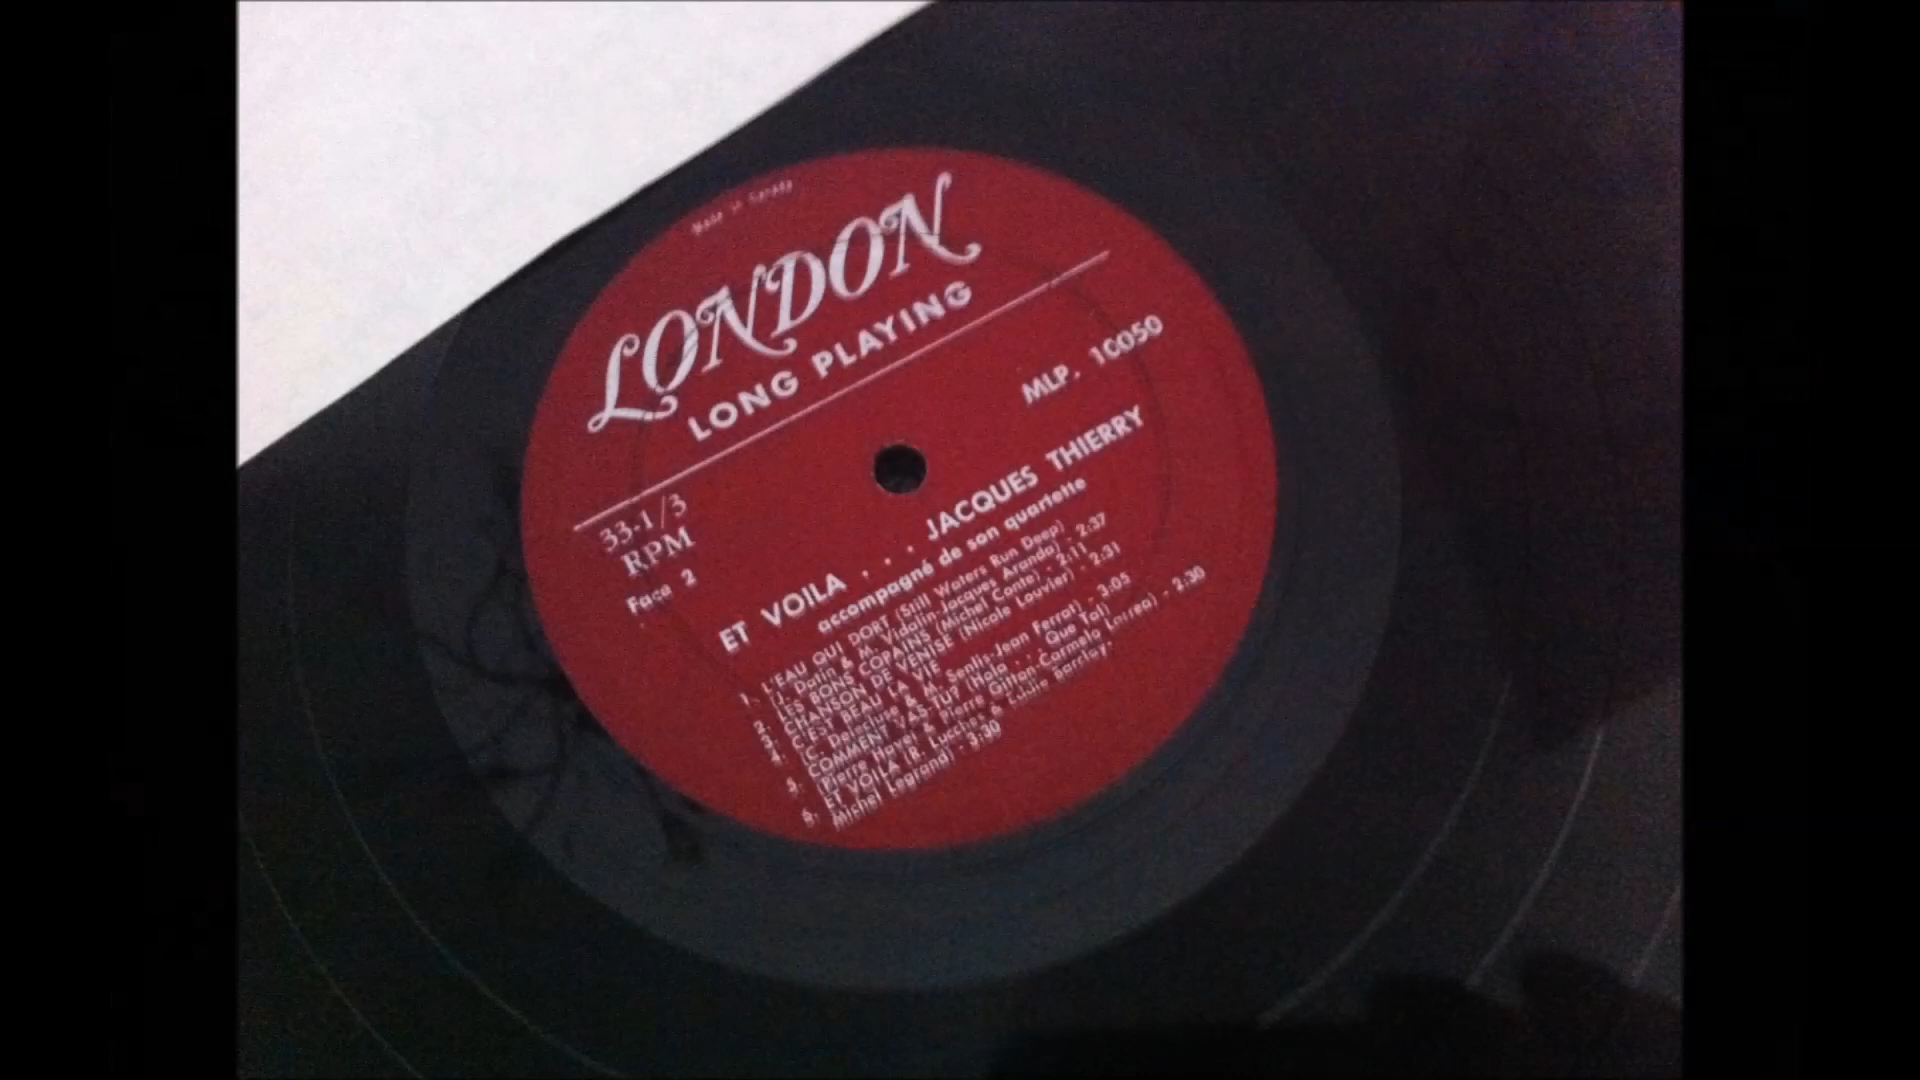 Made in Canada
LONDON
LONG PLAYING
MLP. 10050
33-1/3
RPM
Face 2
ET VOILA . . . JACQUES THIERRY
accompagné de son quartette
1. L'EAU QUI DORT (Still Waters Run Deep)
(J. Datin & M. Vidalin-Jacques Aranda) - 2:37
2. LES BONS COPAINS (Michel Conte) - 2:11
3. CHANSON DE VENISE (Nicole Louvier) - 2:31
4. C'EST BEAU LA VIE
(C. Delecluse & M. Senlis-Jean Ferrat) - 3:05
5. COMMENT VAS TU? (Hola . . . Que Tal)
(Pierre Havet & Pierre Gitton-Carmelo Larrea) - 2:30
6. ET VOILA (R. Lucchesi & Eddie Barclay-
Michel Legrand) - 3:30